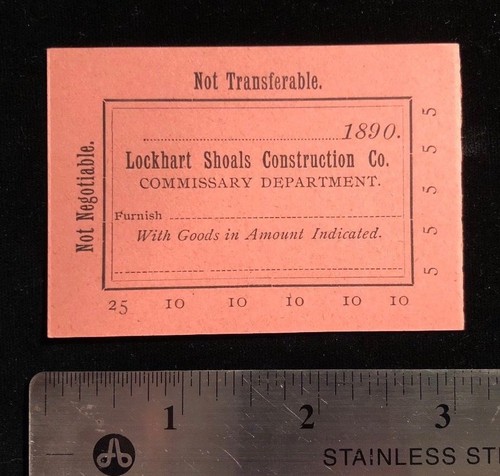 Not Transferable.
Not Negotiable.
1890.
Lockhart Shoals Construction Co.
COMMISSARY DEPARTMENT.
Furnish
With Goods in Amount Indicated.
5 5 5 5 5
25 10 10 10 10 10
1 2 3
STAINLESS ST